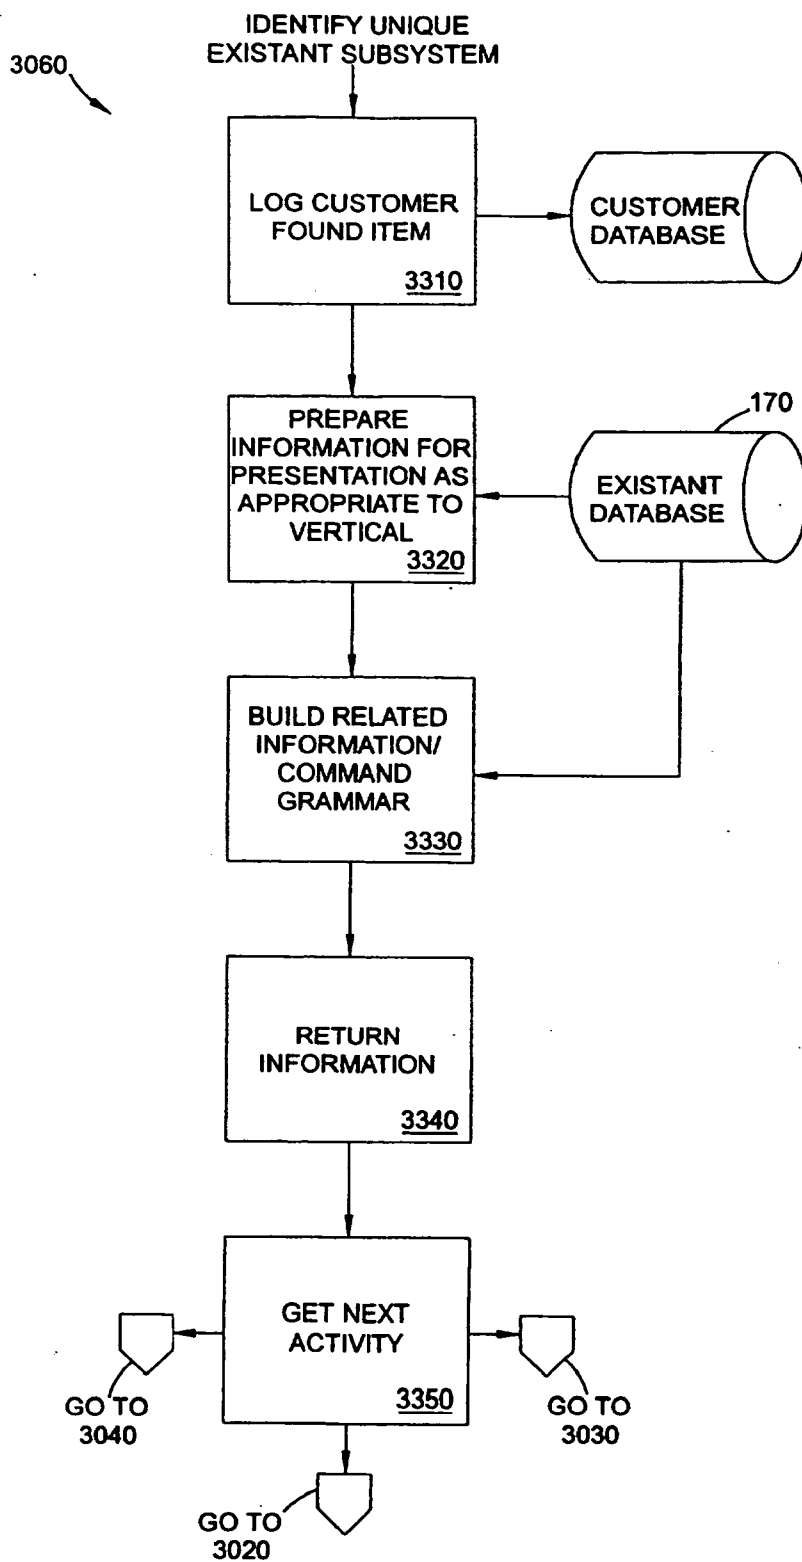 IDENTIFY UNIQUE
EXISTANT SUBSYSTEM
3060
LOG CUSTOMER
FOUND ITEM
3310
CUSTOMER
DATABASE
PREPARE
INFORMATION FOR
PRESENTATION AS
APPROPRIATE TO
VERTICAL
3320
170
EXISTANT
DATABASE
BUILD RELATED
INFORMATION/
COMMAND
GRAMMAR
3330
RETURN
INFORMATION
3340
GET NEXT
ACTIVITY
3350
GO TO
3040
GO TO
3030
GO TO
3020